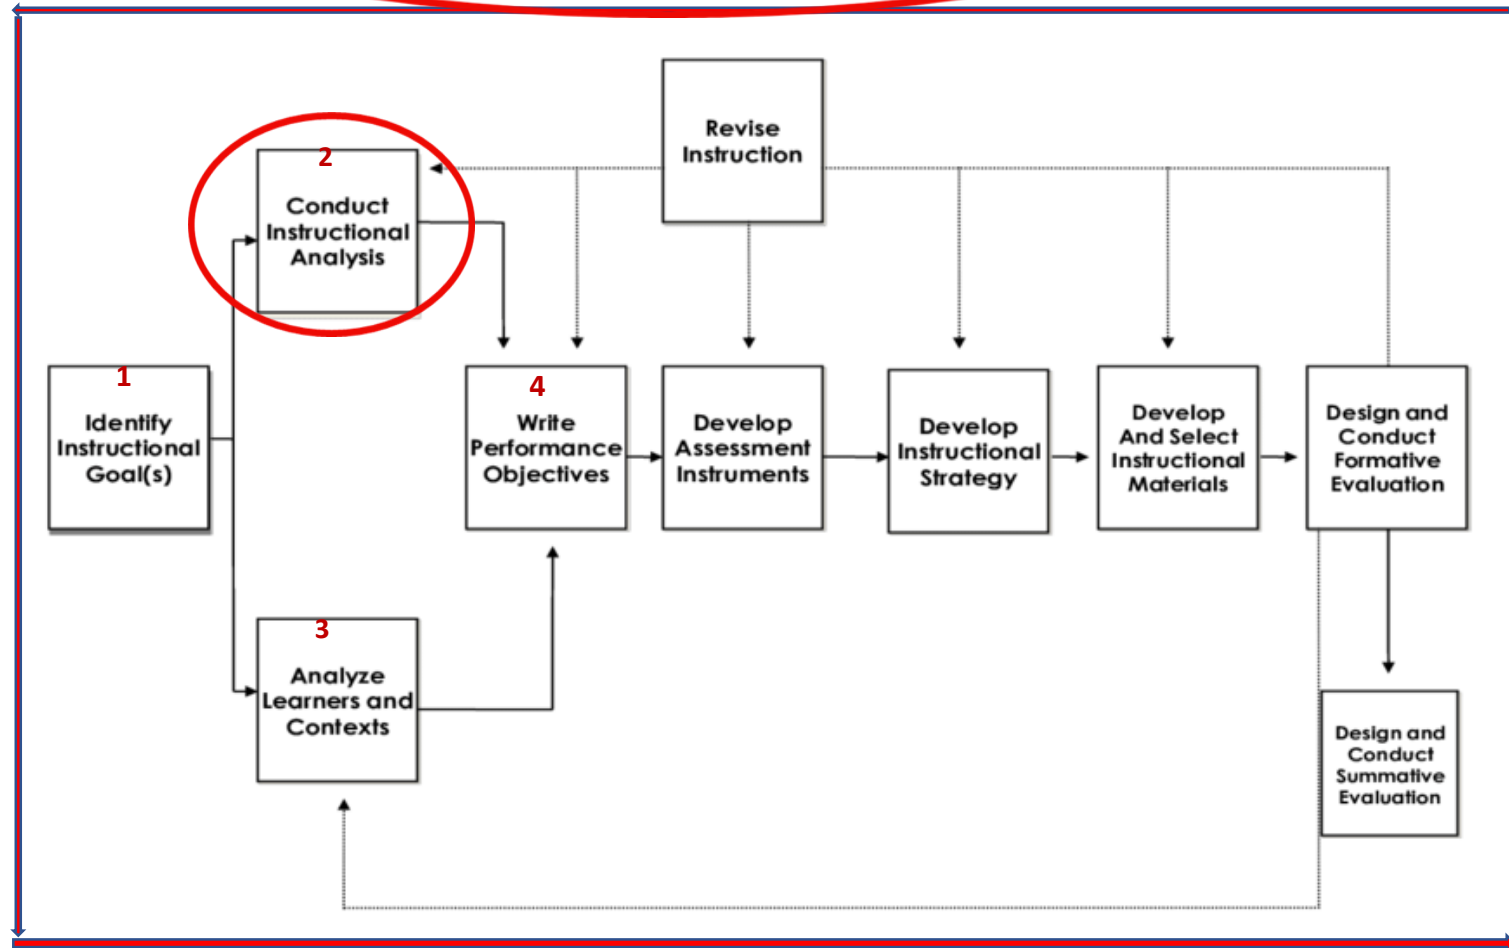 Revise
Instruction
2
Conduct
Instructional
Analysis
1
Identify
Instructional
Goal(s)
4
Write
Performance
Objectives
Develop
Assessment
Instruments
Develop
Instructional
Strategy
Develop
And Select
Instructional
Materials
Design and
Conduct
Formative
Evaluation
3
Analyze
Learners and
Contexts
Design and
Conduct
Summative
Evaluation